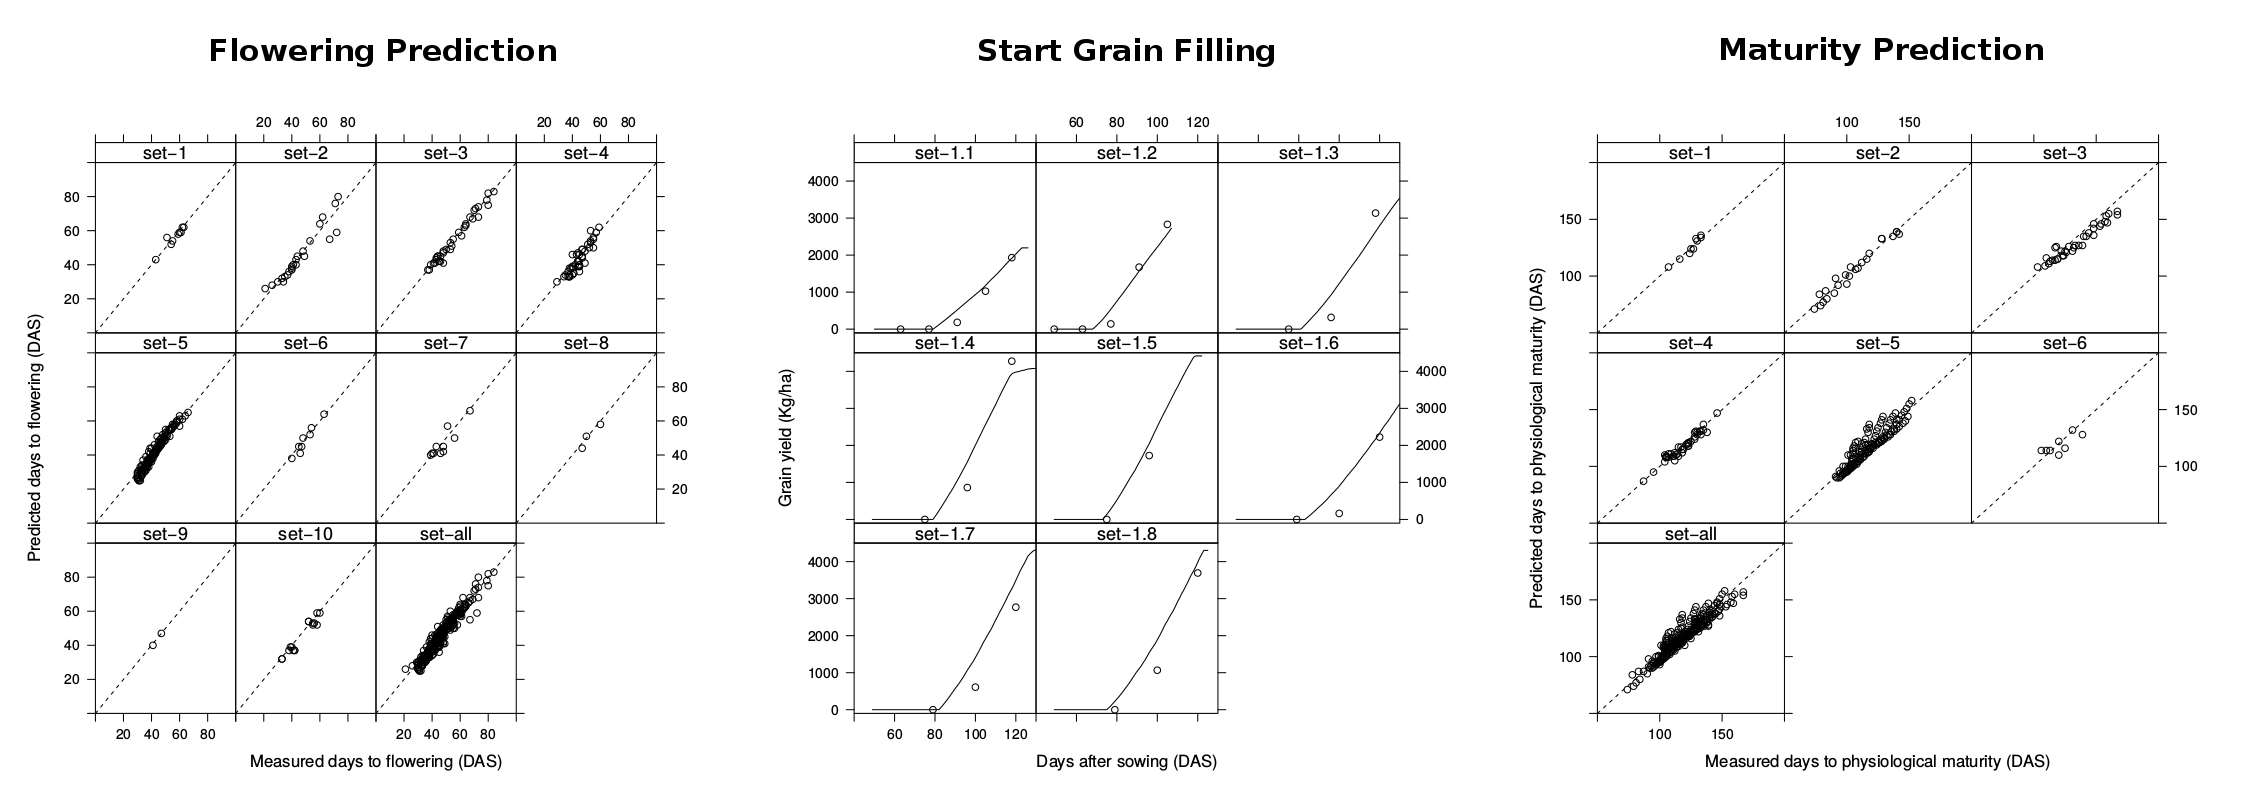 Flowering Prediction
20 40 60 80 20 40 60 80
set-1 set-2 set-3 set-4
80
60
40
20
set-5 set-6 set-7 set-8
80
60
40
20
set-9 set-10 set-all
80
60
40
20
20 40 60 80 20 40 60 80
Predicted days to flowering (DAS)
Measured days to flowering (DAS)
Start Grain Filling
60 80 100 120
set-1.1 set-1.2 set-1.3
4000
3000
2000
1000
0
set-1.4 set-1.5 set-1.6
4000
3000
2000
1000
0
set-1.7 set-1.8
4000
3000
2000
1000
0
60 80 100 120
Grain yield (Kg/ha)
Days after sowing (DAS)
Maturity Prediction
100 150
set-1 set-2 set-3
150
100
set-4 set-5 set-6
150
100
set-all
150
100
100 150
Predicted days to physiological maturity (DAS)
Measured days to physiological maturity (DAS)